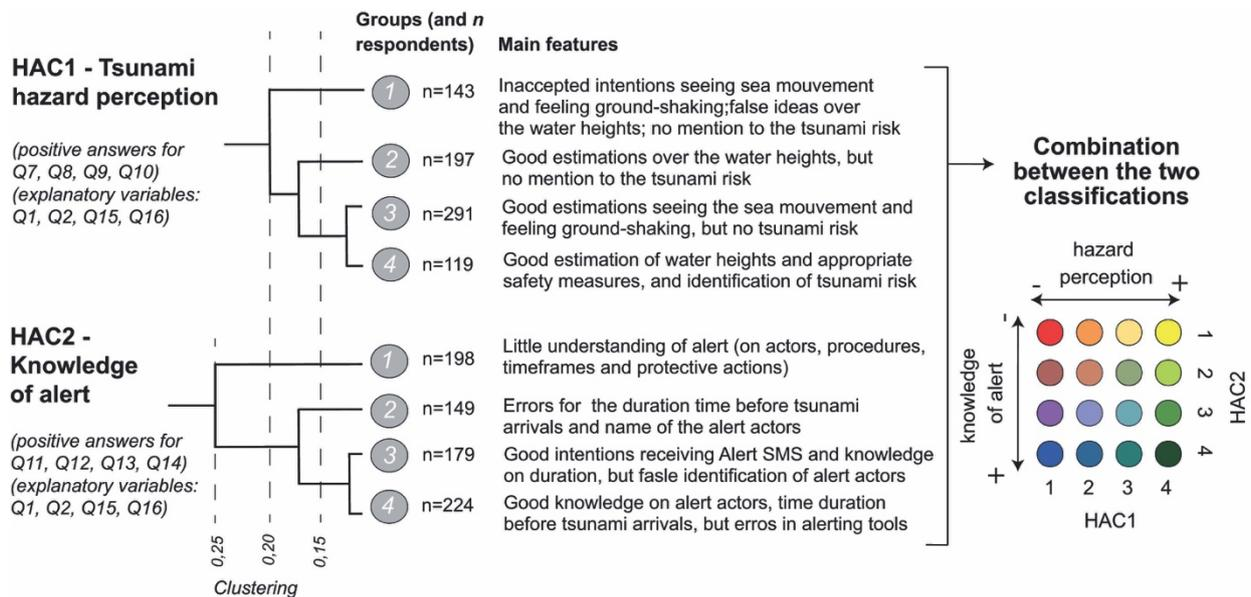 Groups (and n
respondents)
Main features
HAC1 - Tsunami
hazard perception
(positive answers for
Q7, Q8, Q9, Q10)
(explanatory variables:
Q1, Q2, Q15, Q16)
1 n=143
Inaccepted intentions seeing sea mouvement
and feeling ground-shaking;false ideas over
the water heights; no mention to the tsunami risk
2 n=197
Good estimations over the water heights, but
no mention to the tsunami risk
3 n=291
Good estimations seeing the sea mouvement and
feeling ground-shaking, but no tsunami risk
4 n=119
Good estimation of water heights and appropriate
safety measures, and identification of tsunami risk
HAC2 -
Knowledge
of alert
(positive answers for
Q11, Q12, Q13, Q14)
(explanatory variables:
Q1, Q2, Q15, Q16)
1 n=198
Little understanding of alert (on actors, procedures,
timeframes and protective actions)
2 n=149
Errors for the duration time before tsunami
arrivals and name of the alert actors
3 n=179
Good intentions receiving Alert SMS and knowledge
on duration, but fasle identification of alert actors
4 n=224
Good knowledge on alert actors, time duration
before tsunami arrivals, but erros in alerting tools
0,25
0,20
0,15
Clustering
Combination
between the two
classifications
hazard
perception
- +
knowledge
of alert
-
+
1
2
3
4
HAC2
1 2 3 4
HAC1